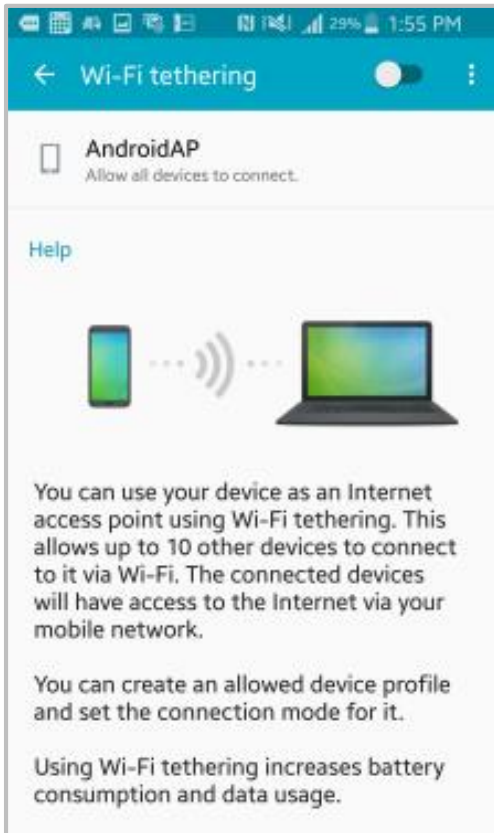 29% 1:55 PM
Wi-Fi tethering
AndroidAP
Allow all devices to connect.
Help
You can use your device as an Internet
access point using Wi-Fi tethering. This
allows up to 10 other devices to connect
to it via Wi-Fi. The connected devices
will have access to the Internet via your
mobile network.
You can create an allowed device profile
and set the connection mode for it.
Using Wi-Fi tethering increases battery
consumption and data usage.